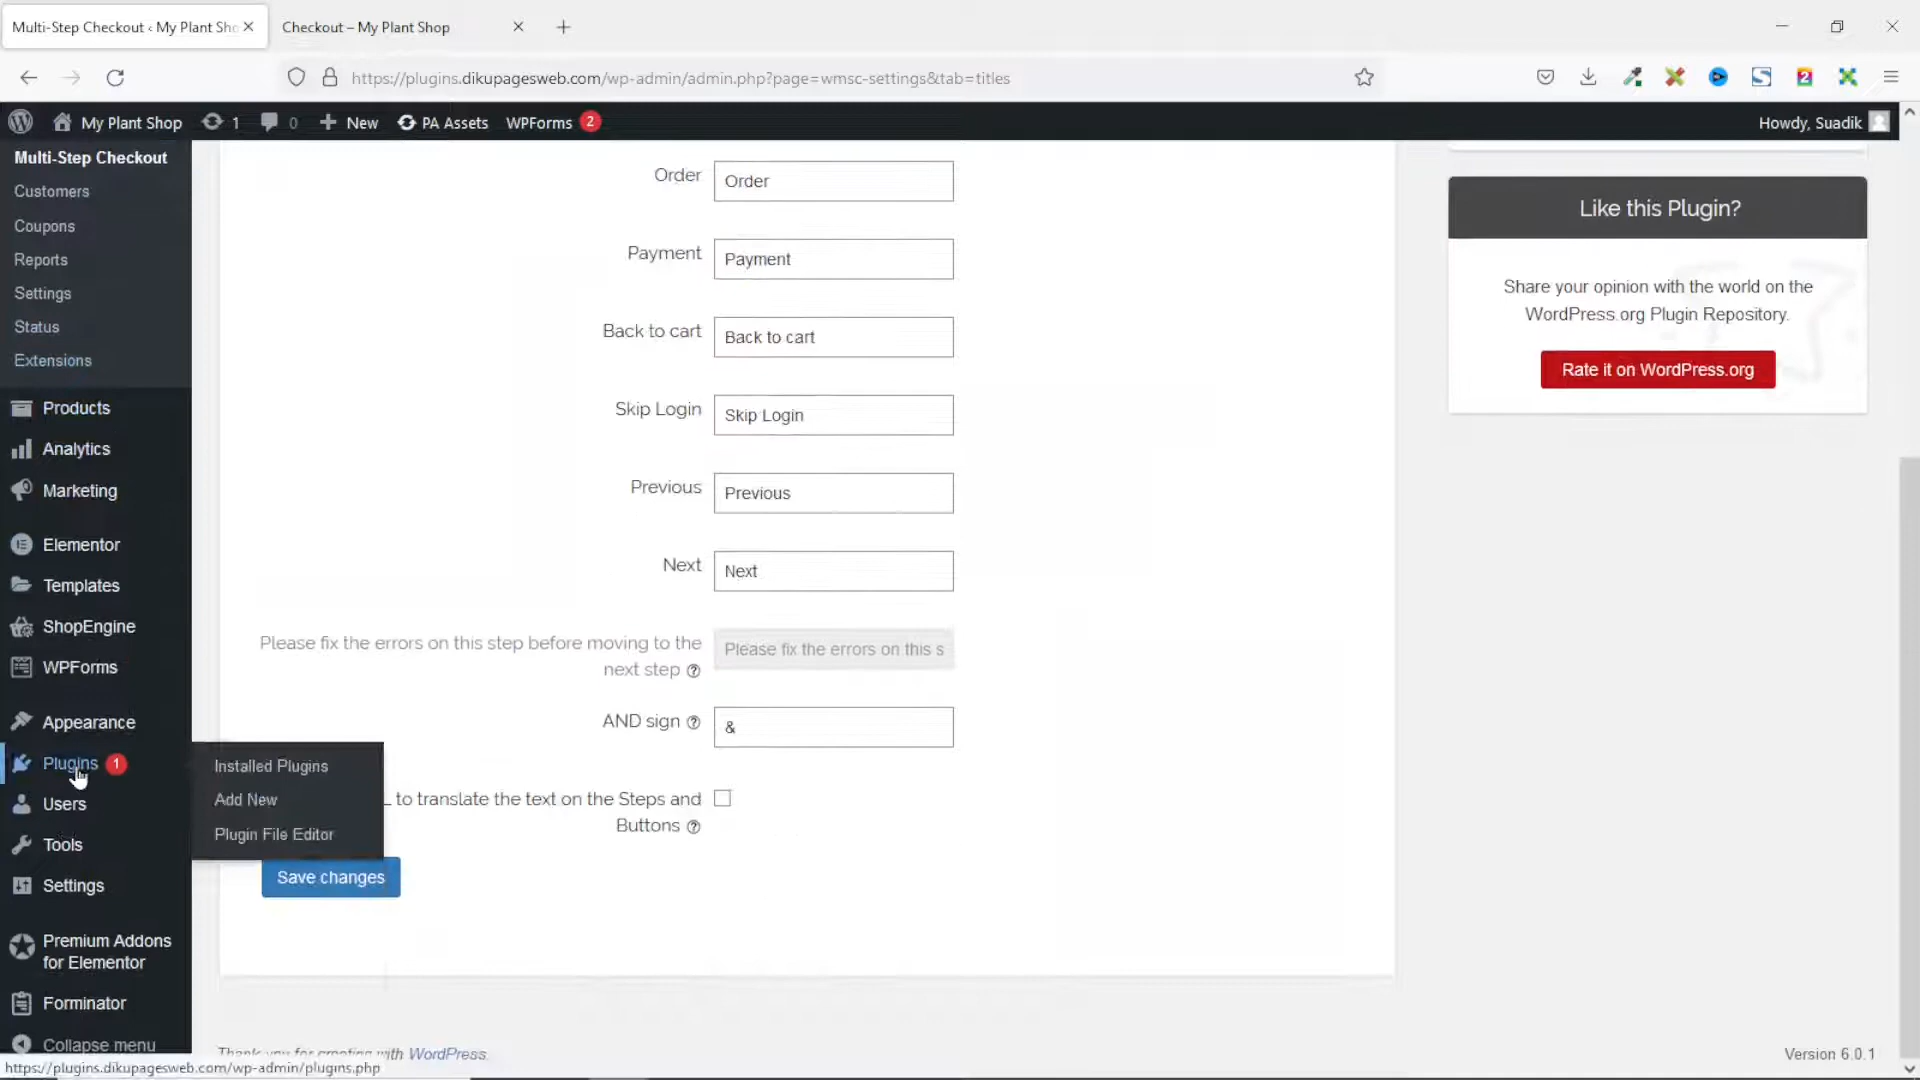 Multi-Step Checkout ‹ My Plant Sho
Checkout – My Plant Shop
https://plugins.dikupagesweb.com/wp-admin/admin.php?page=wmsc-settings&tab=titles
2
My Plant Shop
1
0
New
PA Assets
WPForms
2
Howdy, Suadik
Multi-Step Checkout
Customers
Coupons
Reports
Settings
Status
Extensions
Products
Analytics
Marketing
Elementor
Templates
ShopEngine
WPForms
Appearance
Plugins
1
Users
Tools
Settings
Premium Addons
for Elementor
Forminator
Collapse menu
Installed Plugins
Add New
Plugin File Editor
Order
Order
Payment
Payment
Back to cart
Back to cart
Skip Login
Skip Login
Previous
Previous
Next
Next
Please fix the errors on this step before moving to the
next step
Please fix the errors on this s
AND sign
&
to translate the text on the Steps and
Buttons
Save changes
Like this Plugin?
Share your opinion with the world on the
WordPress.org Plugin Repository.
Rate it on WordPress.org
Thank you for creating with WordPress.
Version 6.0.1
https://plugins.dikupagesweb.com/wp-admin/plugins.php